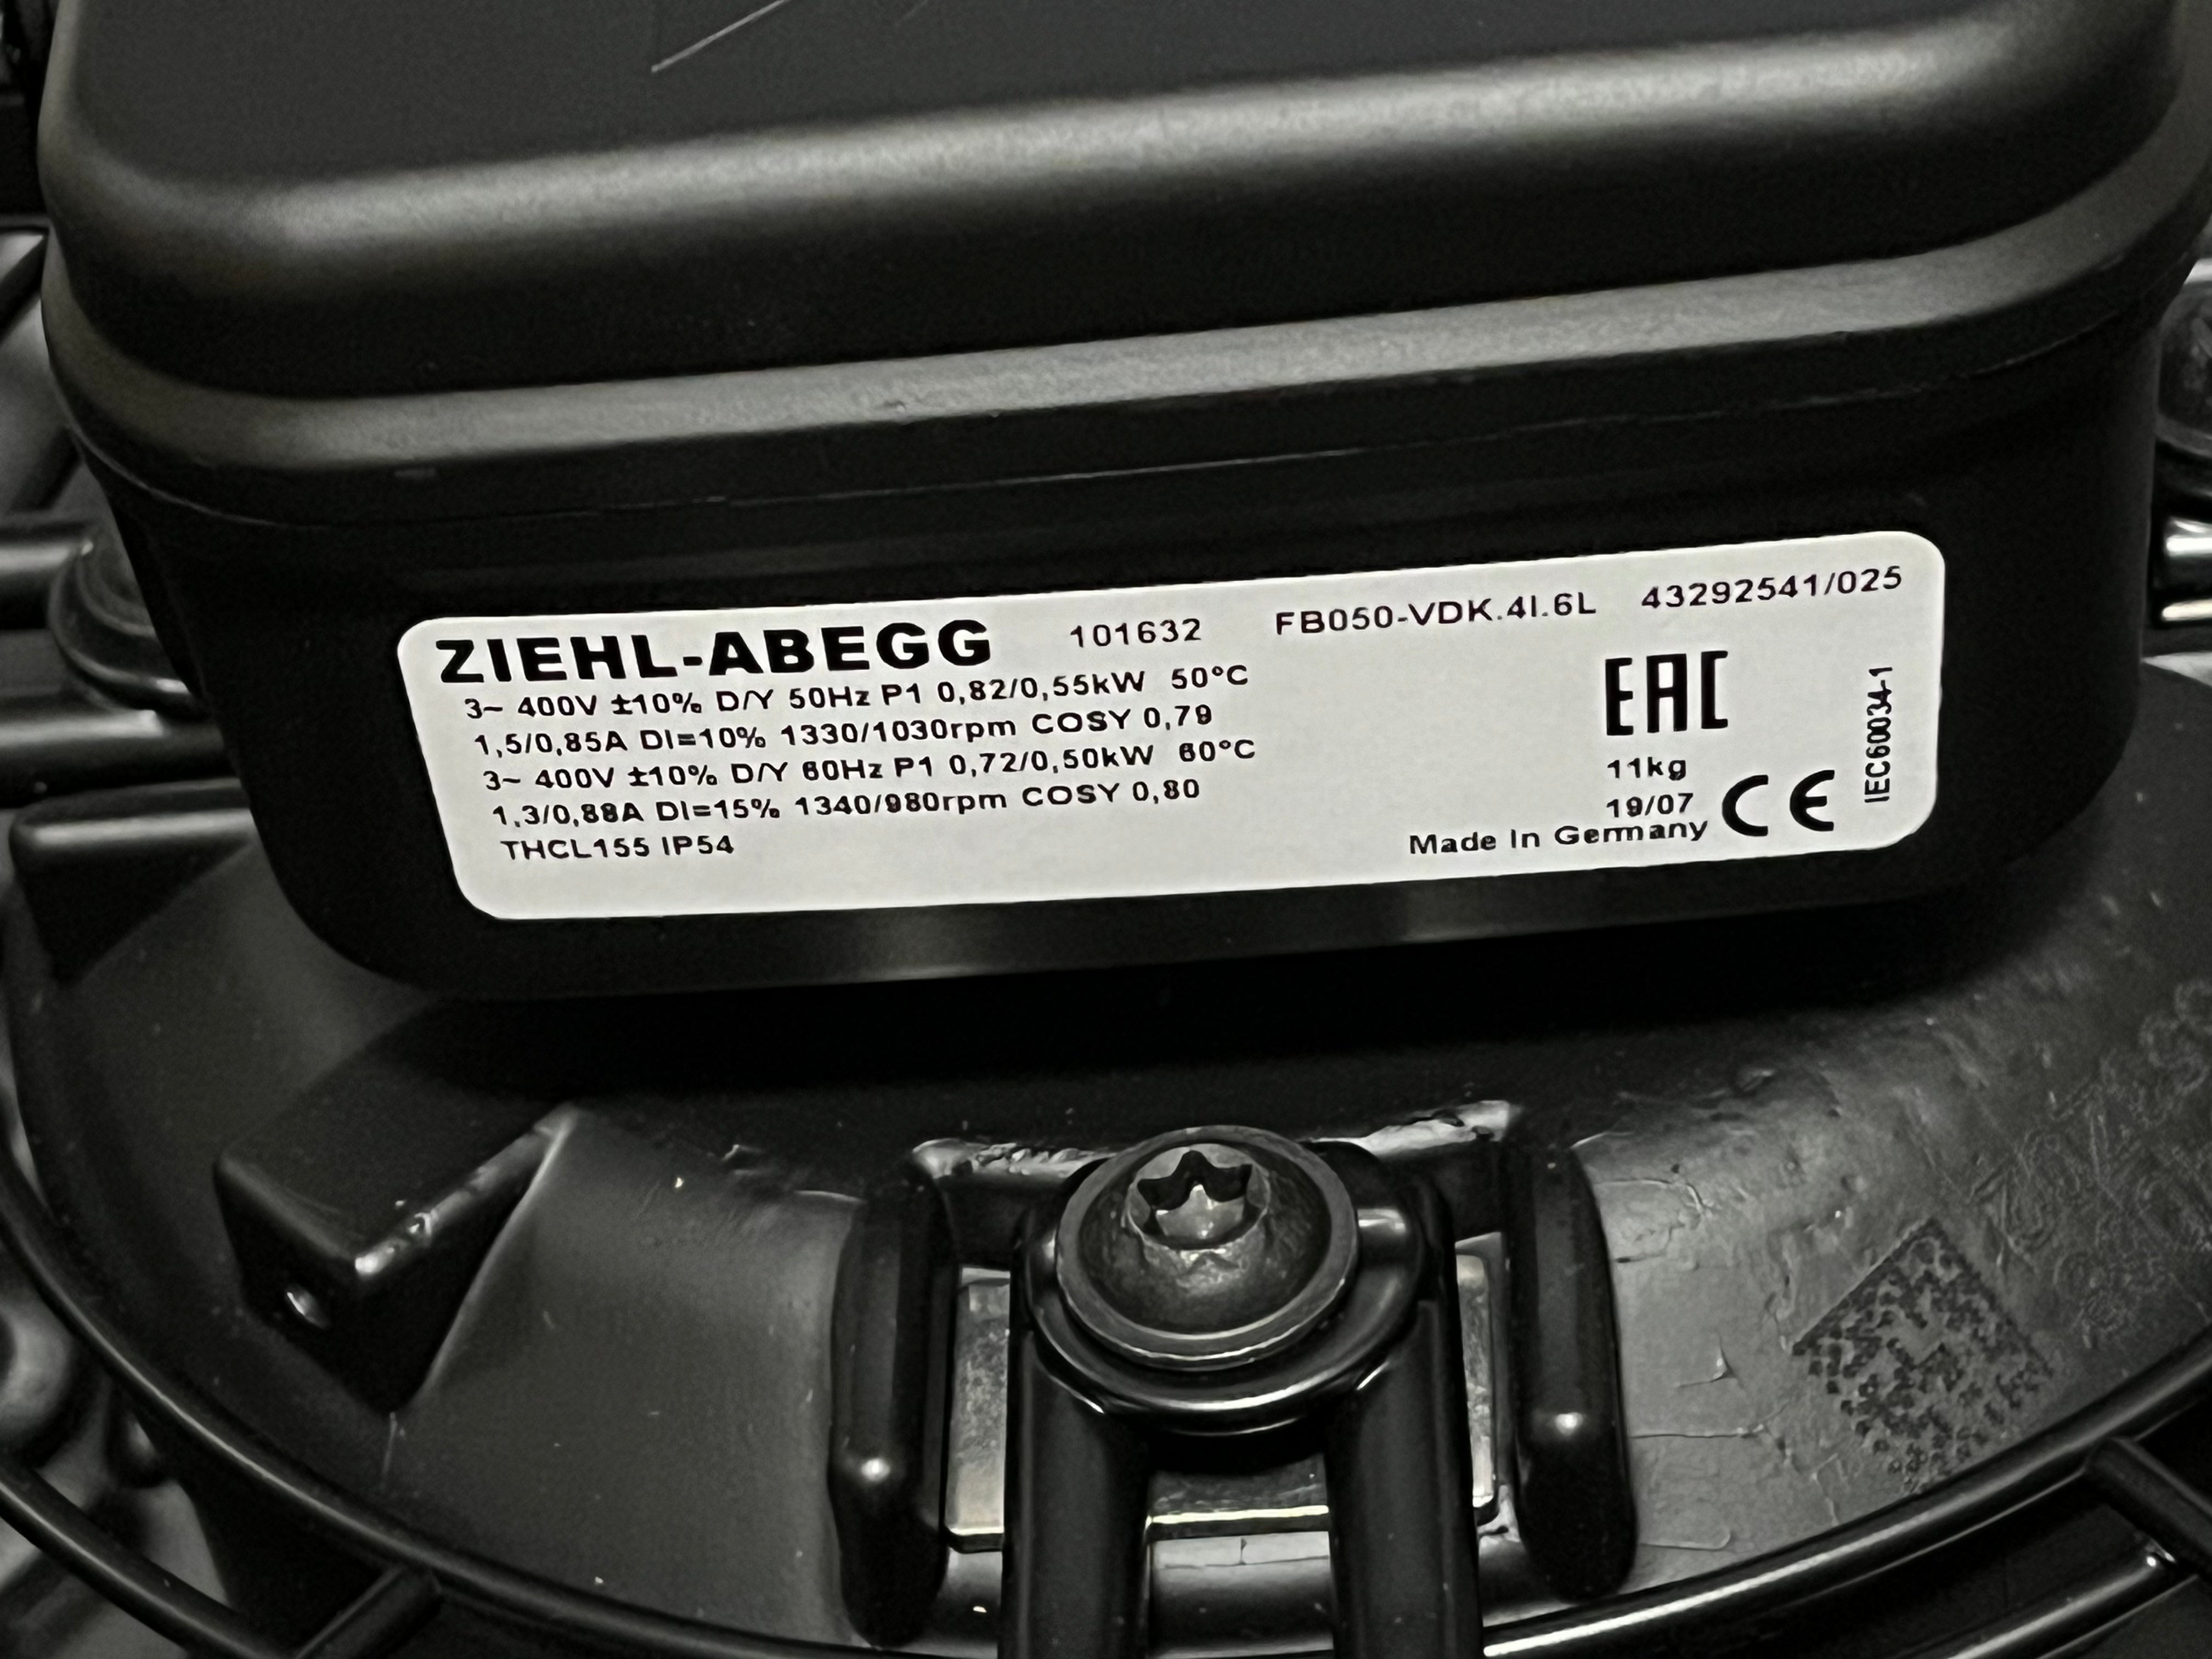 ZIEHL-ABEGG 101632 FB050-VDK.4I.6L 43292541/025
3~ 400V ±10% D/Y 50Hz P1 0,82/0,55kW 50°C
1,5/0,85A DI=10% 1330/1030rpm COSY 0,79
3~ 400V ±10% D/Y 60Hz P1 0,72/0,50kW 60°C
1,3/0,88A DI=15% 1340/980rpm COSY 0,80
THCL155 IP54
EAC
11kg
19/07
Made In Germany CE
IEC60034-1